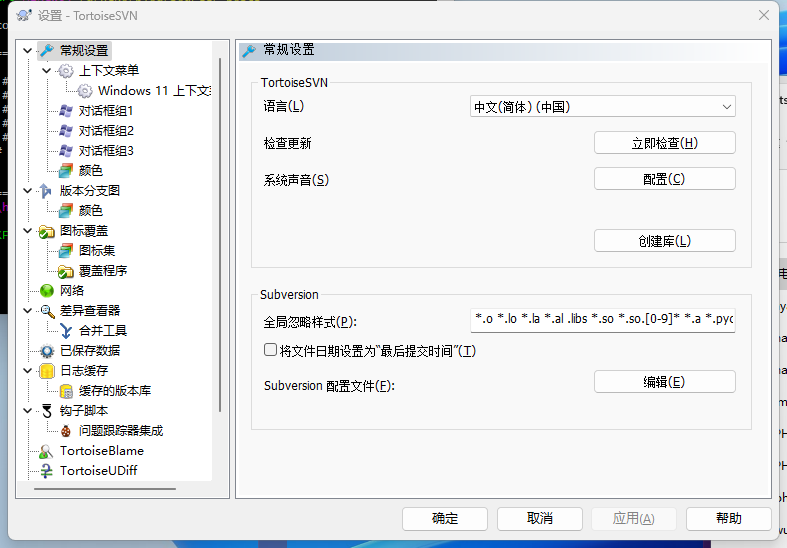 设置 - TortoiseSVN
常规设置
上下文菜单
Windows 11 上下文
对话框组1
对话框组2
对话框组3
颜色
版本分支图
颜色
图标覆盖
图标集
覆盖程序
网络
差异查看器
合并工具
已保存数据
日志缓存
缓存的版本库
钩子脚本
问题跟踪器集成
TortoiseBlame
TortoiseUDiff
常规设置
TortoiseSVN
语言(L)
中文(简体) (中国)
检查更新
立即检查(H)
系统声音(S)
配置(C)
创建库(L)
Subversion
全局忽略样式(P):
*.o *.lo *.la *.al .libs *.so *.so.[0-9]* *.a *.pyc
将文件日期设置为“最后提交时间”(T)
Subversion 配置文件(F):
编辑(E)
确定
取消
应用(A)
帮助